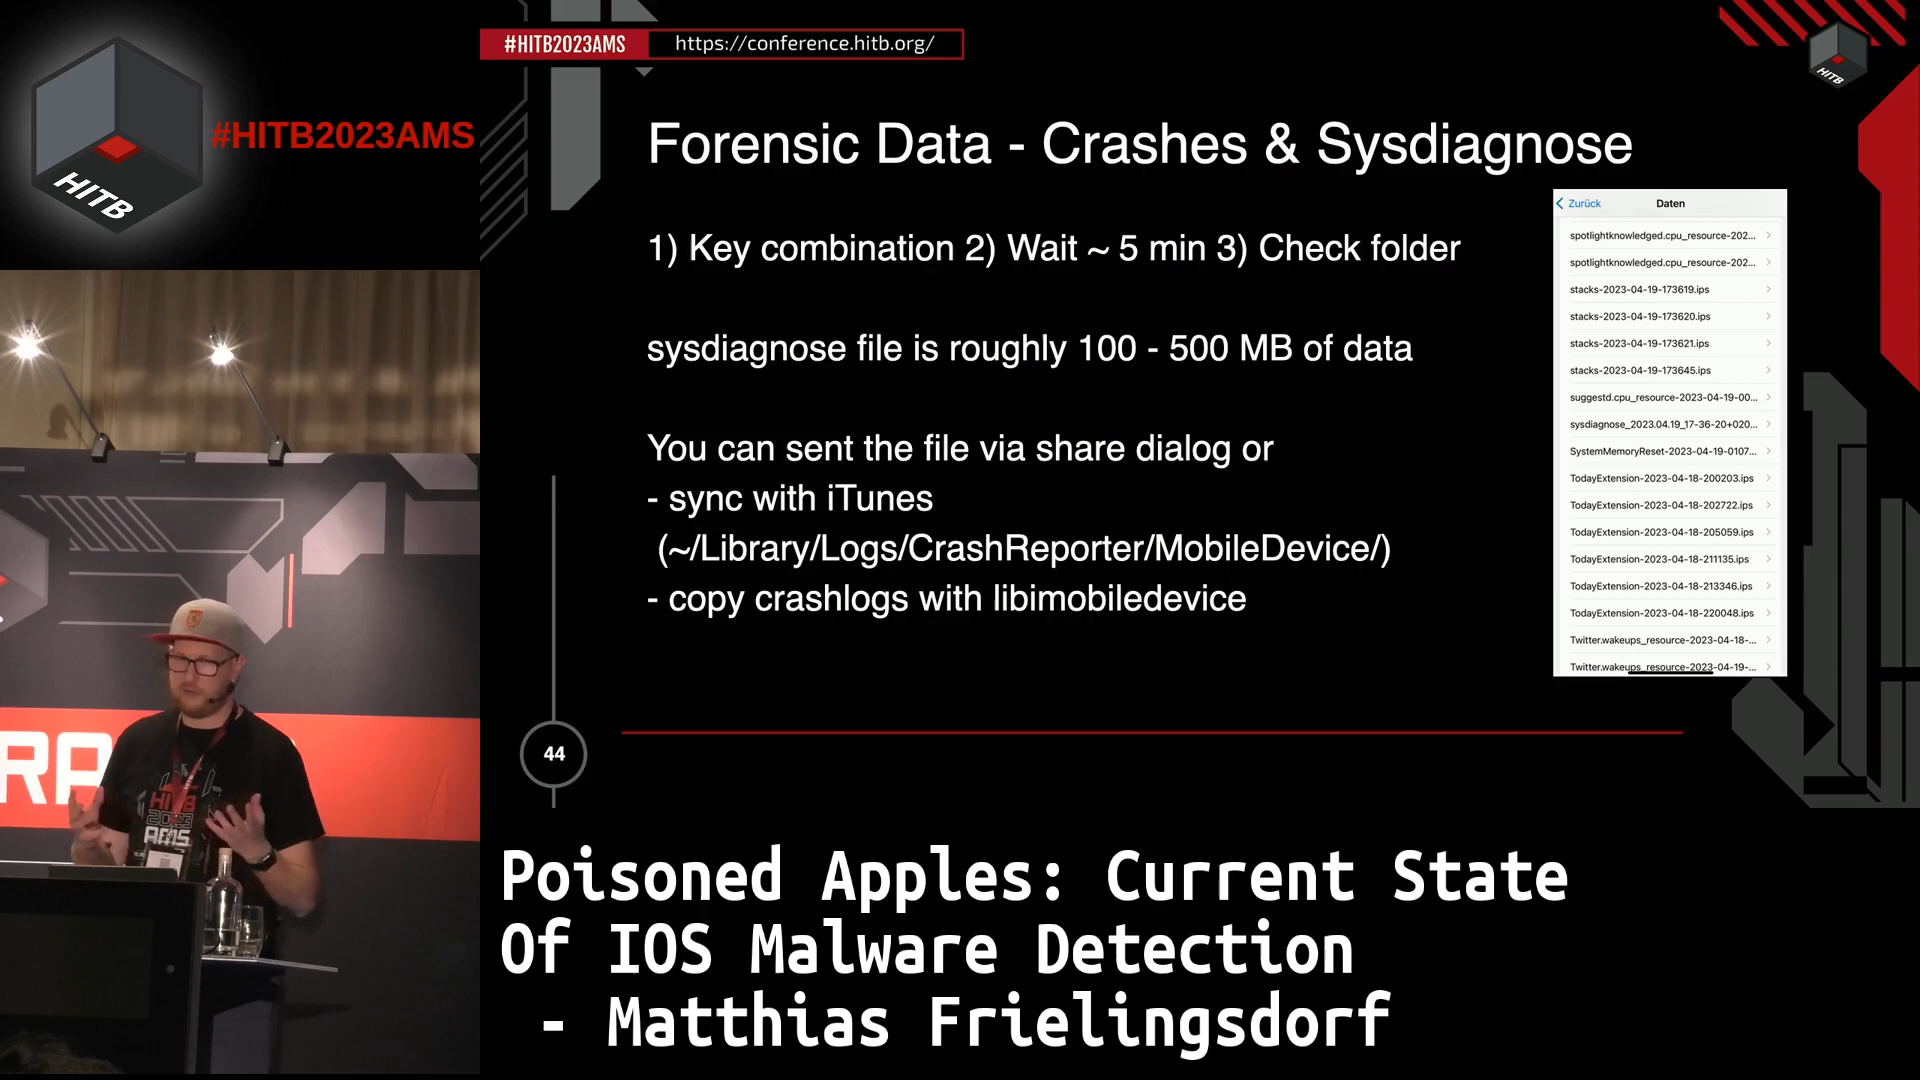 HITB
#HITB2023AMS
#HITB2023AMS
https://conference.hitb.org/
HITB
Forensic Data - Crashes & Sysdiagnose
1) Key combination 2) Wait ~ 5 min 3) Check folder
sysdiagnose file is roughly 100 - 500 MB of data
You can sent the file via share dialog or
- sync with iTunes
(~/Library/Logs/CrashReporter/MobileDevice/)
- copy crashlogs with libimobiledevice
Zurück
Daten
spotlightknowledged.cpu_resource-202...
spotlightknowledged.cpu_resource-202...
stacks-2023-04-19-173619.ips
stacks-2023-04-19-173620.ips
stacks-2023-04-19-173621.ips
stacks-2023-04-19-173645.ips
suggestd.cpu_resource-2023-04-19-00...
sysdiagnose_2023.04.19_17-36-20+020...
SystemMemoryReset-2023-04-19-0107...
TodayExtension-2023-04-18-200203.ips
TodayExtension-2023-04-18-202722.ips
TodayExtension-2023-04-18-205059.ips
TodayExtension-2023-04-18-211135.ips
TodayExtension-2023-04-18-213346.ips
TodayExtension-2023-04-18-220048.ips
Twitter.wakeups_resource-2023-04-18-...
Twitter.wakeups_resource-2023-04-19-...
44
RA
HITB
2023
AMS
Poisoned Apples: Current State
Of IOS Malware Detection
- Matthias Frielingsdorf